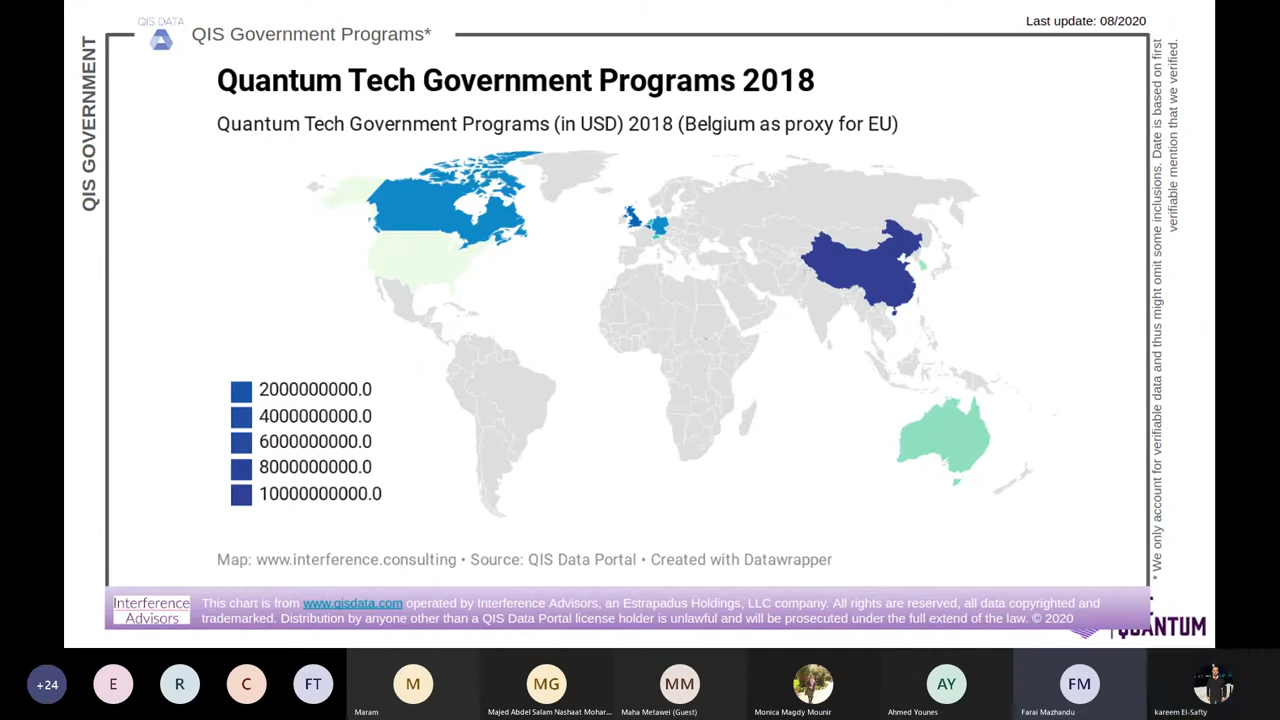 QIS DATA
QIS Government Programs*
Last update: 08/2020
QIS GOVERNMENT
Quantum Tech Government Programs 2018
Quantum Tech Government Programs (in USD) 2018 (Belgium as proxy for EU)
2000000000.0
4000000000.0
6000000000.0
8000000000.0
10000000000.0
Map: www.interference.consulting • Source: QIS Data Portal • Created with Datawrapper
* We only account for verifiable data and thus might omit some inclusions. Date is based on first
verifiable mention that we verified.
Interference
Advisors
This chart is from www.qisdata.com operated by Interference Advisors, an Estrapadus Holdings, LLC company. All rights are reserved, all data copyrighted and
trademarked. Distribution by anyone other than a QIS Data Portal license holder is unlawful and will be prosecuted under the full extend of the law. © 2020
QUANTUM
+24
E
R
C
FT
M
MG
MM
AY
FM
Maram
Majed Abdel Salam Nashaat Mohar...
Maha Metawei (Guest)
Monica Magdy Mounir
Ahmed Younes
Farai Mazhandu
kareem El-Safty